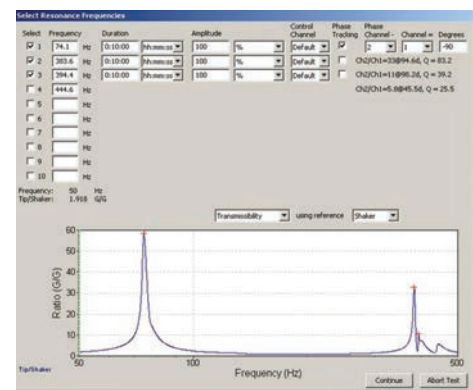 Select Resonance Frequencies
Control Phase Phase
Select Frequency Duration Amplitude Channel Tracking Channel - Channel = Degrees
1 74.1 Hz 0:10:00 hh:mm:ss 100 % Default 2 1 -90
2 383.6 Hz 0:10:00 hh:mm:ss 100 % Default Ch2/Ch1=33@94.6d, Q = 83.2
3 394.4 Hz 0:10:00 hh:mm:ss 100 % Default Ch2/Ch1=11@98.2d, Q = 39.2
4 444.6 Hz Ch2/Ch1=5.8@45.5d, Q = 25.5
5 Hz
6 Hz
7 Hz
8 Hz
9 Hz
10 Hz
Frequency: 50 Hz
Tip/Shaker: 1.918 G/G
Transmissibility using reference Shaker
60
50
40
30
20
10
0
Ratio (G/G)
50 100 500
Tip/Shaker Frequency (Hz)
Continue Abort Test